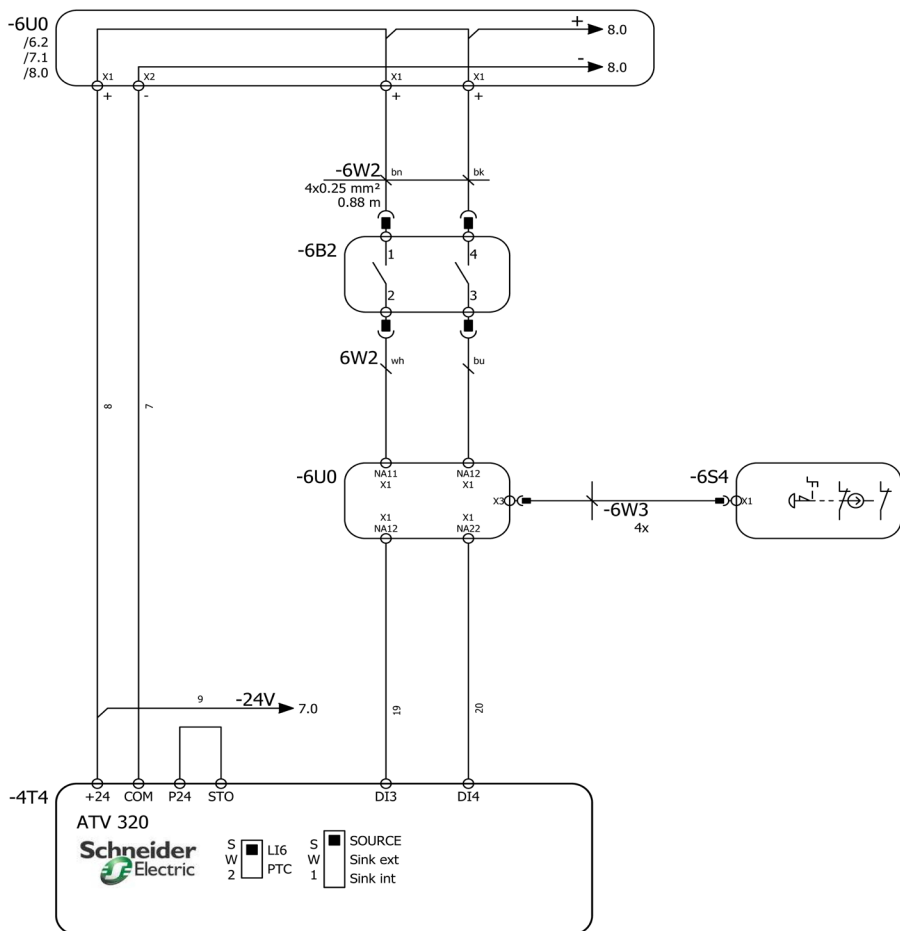 -6U0
/6.2
/7.1
/8.0
+
8.0
-
8.0
X1
X2
X1
X1
+
-
+
+
-6W2
bn
bk
4x0.25 mm²
0.88 m
-6B2
1
4
2
3
6W2
wh
bu
8
7
-6U0
NA11
X1
NA12
X1
X1
NA12
X1
NA22
X3
-6W3
4x
-6S4
X1
9
-24V
7.0
19
20
-4T4
+24
COM
P24
STO
DI3
DI4
ATV 320
Schneider
Electric
S
W
2
LI6
PTC
S
W
1
SOURCE
Sink ext
Sink int